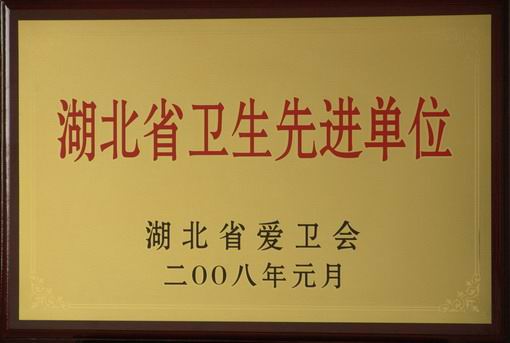 湖北省卫生先进单位
湖北省爱卫会
二00八年元月